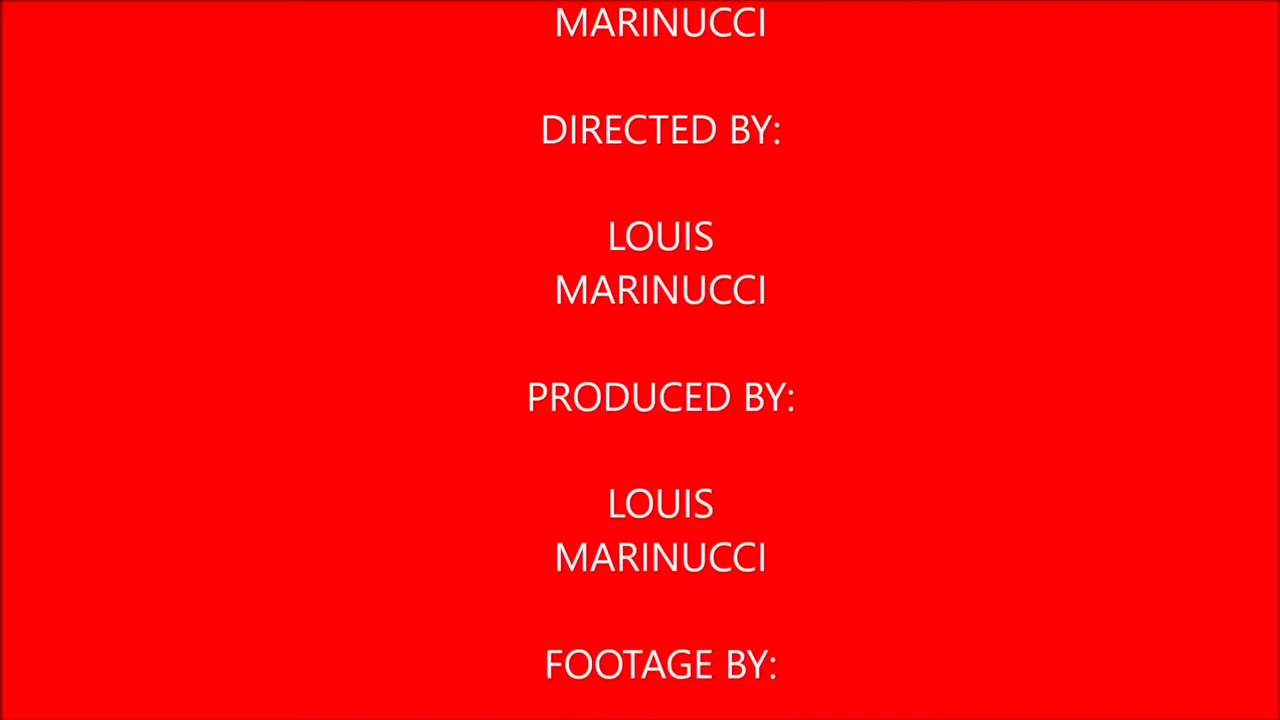 MARINUCCI
DIRECTED BY:
LOUIS
MARINUCCI
PRODUCED BY:
LOUIS
MARINUCCI
FOOTAGE BY: